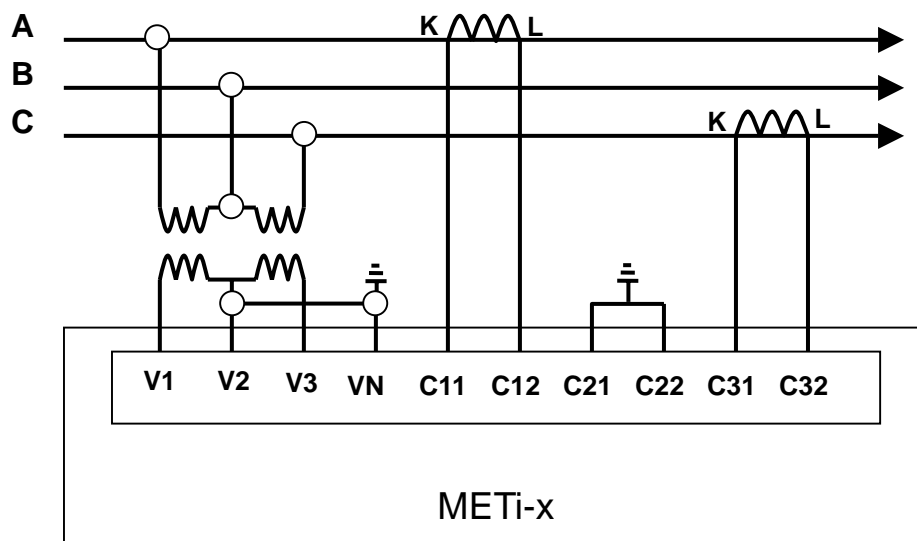 A
K L
B
C
K L
V1 V2 V3 VN C11 C12 C21 C22 C31 C32
METi-x